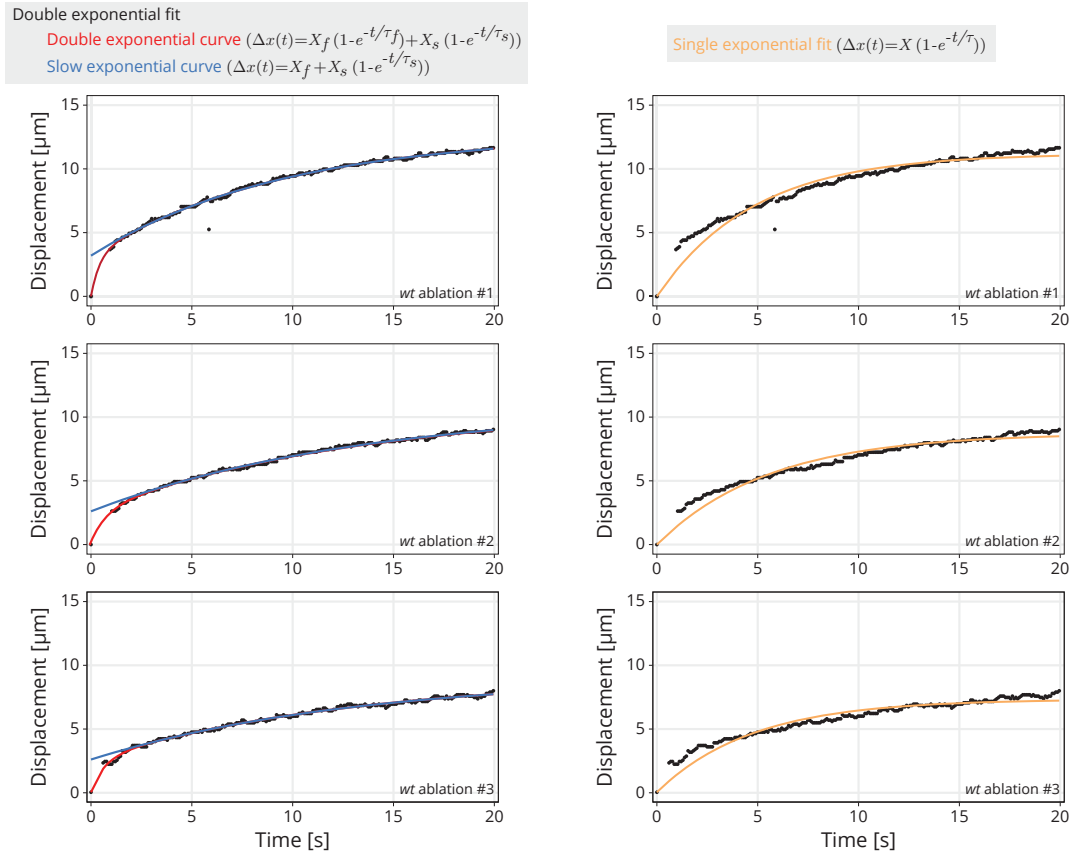 Double exponential fit
Double exponential curve (Δx(t)=X_f (1-e^{-t/τ_f})+X_s (1-e^{-t/τ_s}))
Slow exponential curve (Δx(t)=X_f+X_s (1-e^{-t/τ_s}))
Single exponential fit (Δx(t)=X (1-e^{-t/τ}))
Displacement [µm]
15
10
5
0
wt ablation #1
0 5 10 15 20
Displacement [µm]
15
10
5
0
wt ablation #1
0 5 10 15 20
Displacement [µm]
15
10
5
0
wt ablation #2
0 5 10 15 20
Displacement [µm]
15
10
5
0
wt ablation #2
0 5 10 15 20
Displacement [µm]
15
10
5
0
wt ablation #3
0 5 10 15 20
Time [s]
Displacement [µm]
15
10
5
0
wt ablation #3
0 5 10 15 20
Time [s]